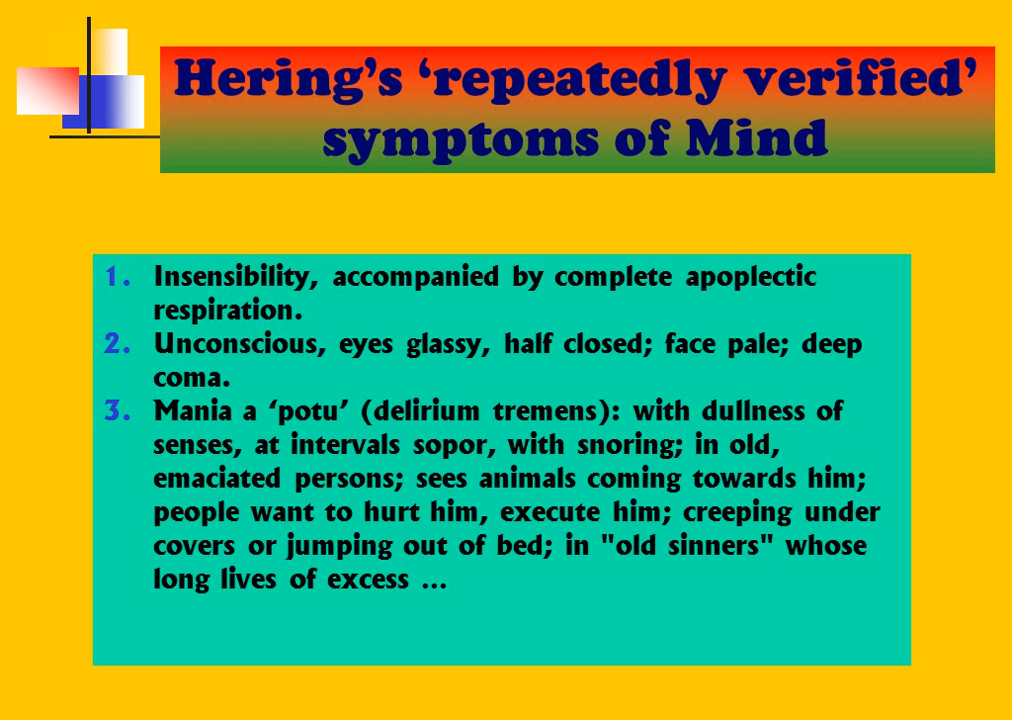 Hering’s ‘repeatedly verified’
symptoms of Mind
1. Insensibility, accompanied by complete apoplectic
respiration.
2. Unconscious, eyes glassy, half closed; face pale; deep
coma.
3. Mania a ‘potu’ (delirium tremens): with dullness of
senses, at intervals sopor, with snoring; in old,
emaciated persons; sees animals coming towards him;
people want to hurt him, execute him; creeping under
covers or jumping out of bed; in "old sinners" whose
long lives of excess ...